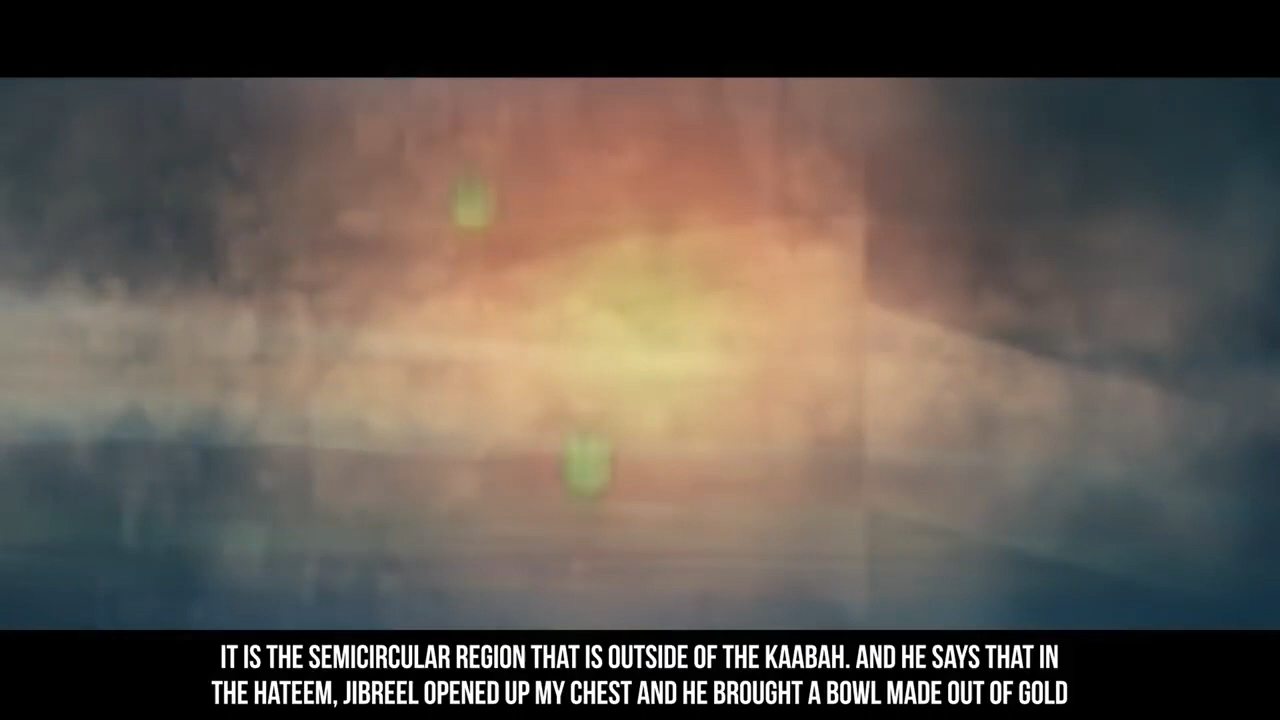 IT IS THE SEMICIRCULAR REGION THAT IS OUTSIDE OF THE KAABAH. AND HE SAYS THAT IN
THE HATEEM, JIBREEL OPENED UP MY CHEST AND HE BROUGHT A BOWL MADE OUT OF GOLD